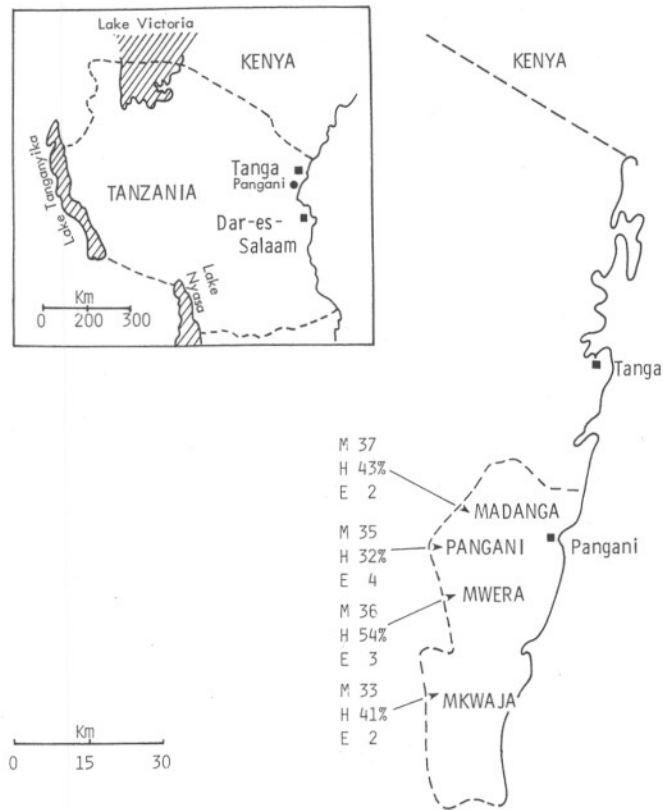 Lake Victoria
KENYA
Tanga
Pangani
TANZANIA
Dar-es-
Salaam
Lake Tanganyika
Lake
Nyasa
Km
0 200 300
KENYA
Tanga
M 37
H 43%
E 2
MADANGA
M 35
H 32%
E 4
PANGANI
Pangani
M 36
H 54%
E 3
MWERA
M 33
H 41%
E 2
MKWAJA
Km
0 15 30